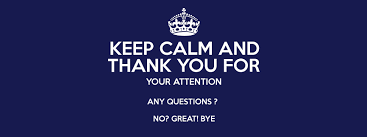 KEEP CALM AND
THANK YOU FOR
YOUR ATTENTION
ANY QUESTIONS ?
NO? GREAT! BYE